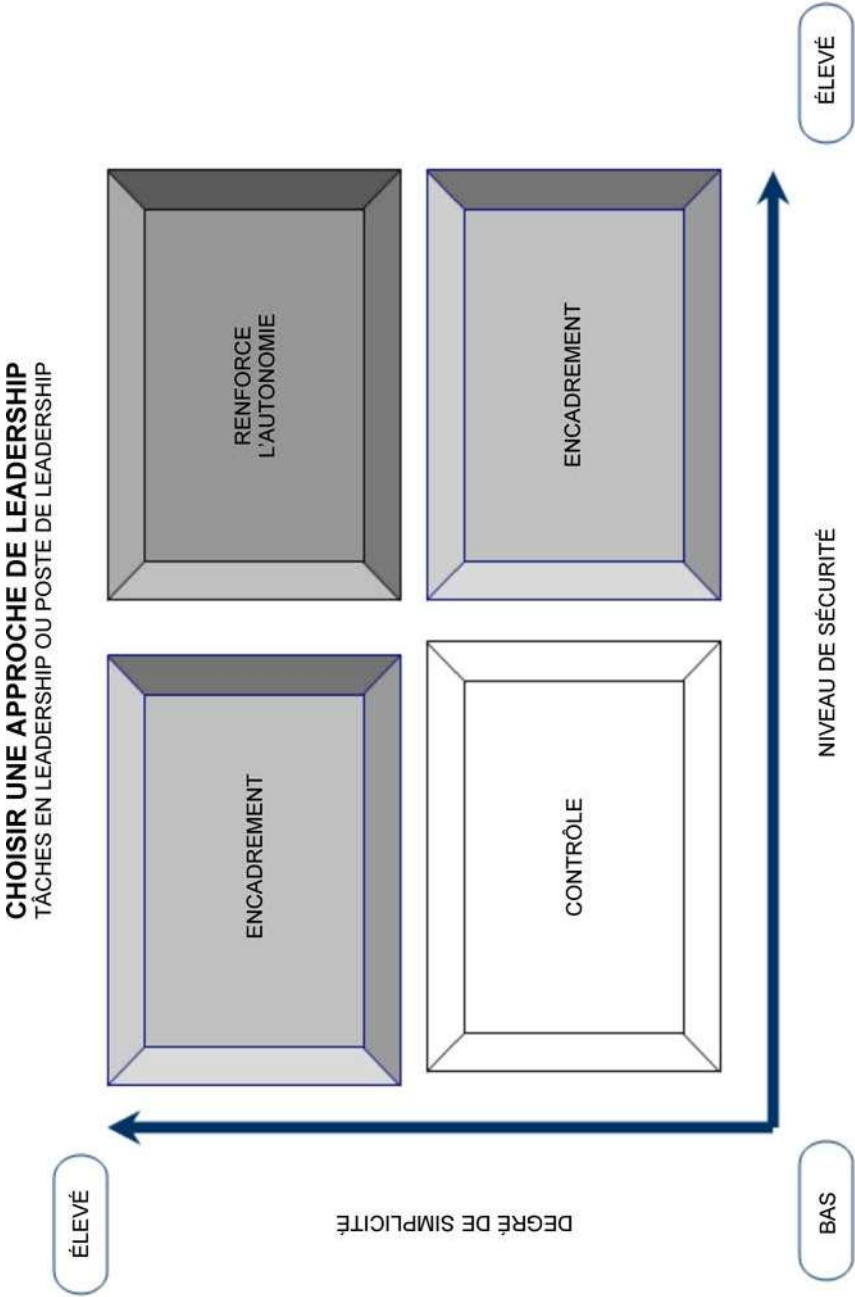 CHOISIR UNE APPROCHE DE LEADERSHIP
TÂCHES EN LEADERSHIP OU POSTE DE LEADERSHIP
ÉLEVÉ
ENCADREMENT
RENFORCE
L'AUTONOMIE
DEGRÉ DE SIMPLICITÉ
CONTRÔLE
ENCADREMENT
BAS
NIVEAU DE SÉCURITÉ
ÉLEVÉ